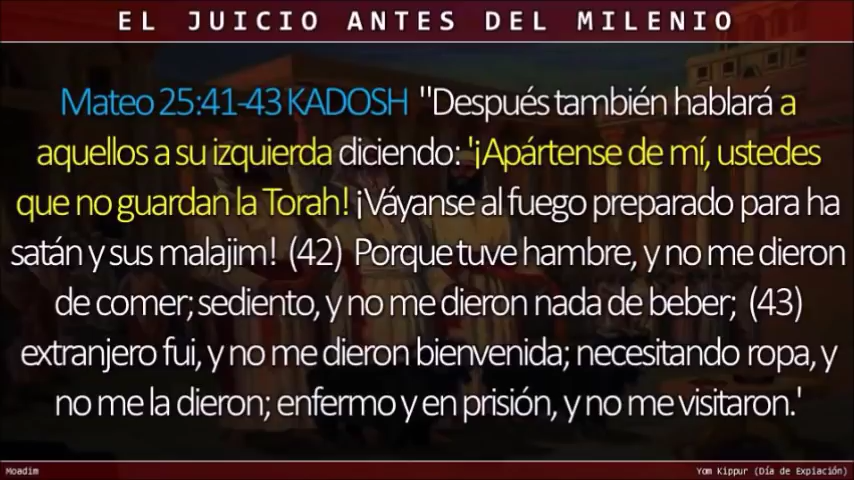 EL JUICIO ANTES DEL MILENIO
Mateo 25:41-43 KADOSH "Después también hablará a
aquellos a su izquierda diciendo: '¡Apártense de mí, ustedes
que no guardan la Torah! ¡Váyanse al fuego preparado para ha
satán y sus malajim! (42) Porque tuve hambre, y no me dieron
de comer; sediento, y no me dieron nada de beber; (43)
extranjero fui, y no me dieron bienvenida; necesitando ropa, y
no me la dieron; enfermo y en prisión, y no me visitaron.'
Moadim
Yom Kippur (Día de Expiación)